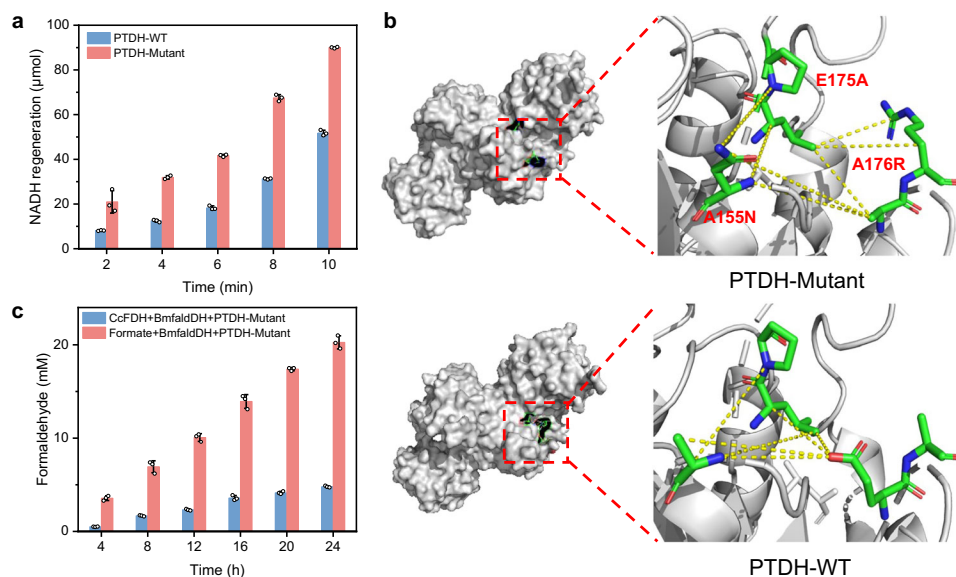 a
PTDH-WT
PTDH-Mutant
NADH regeneration (μmol)
100
80
60
40
20
0
2 4 6 8 10
Time (min)
b
E175A
A176R
A155N
PTDH-Mutant
c
CcFDH+BmfaldDH+PTDH-Mutant
Formate+BmfaldDH+PTDH-Mutant
Formaldehyde (mM)
20
10
0
4 8 12 16 20 24
Time (h)
PTDH-WT